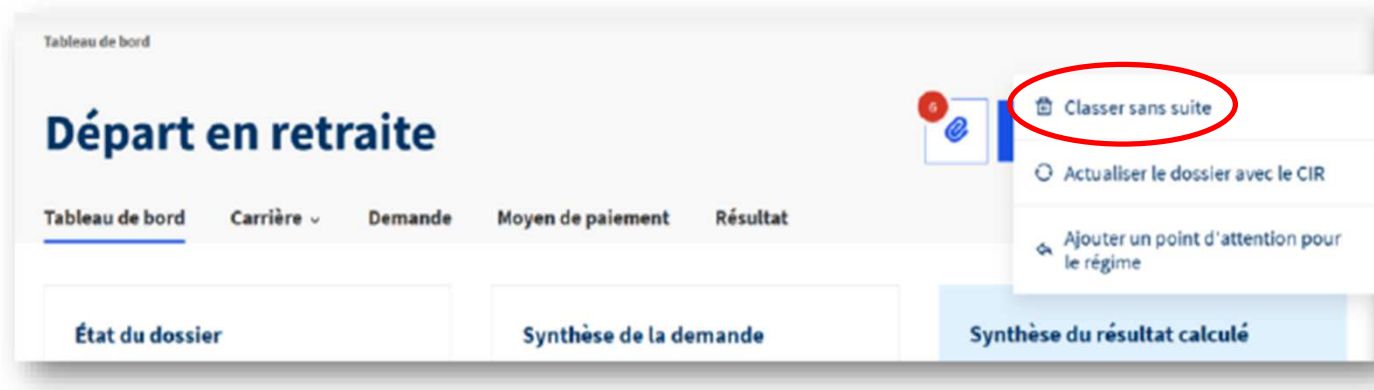 Tableau de bord
Départ en retraite
6
Classer sans suite
Actualiser le dossier avec le CIR
Ajouter un point d'attention pour
le régime
Tableau de bord Carrière Demande Moyen de paiement Résultat
État du dossier
Synthèse de la demande
Synthèse du résultat calculé